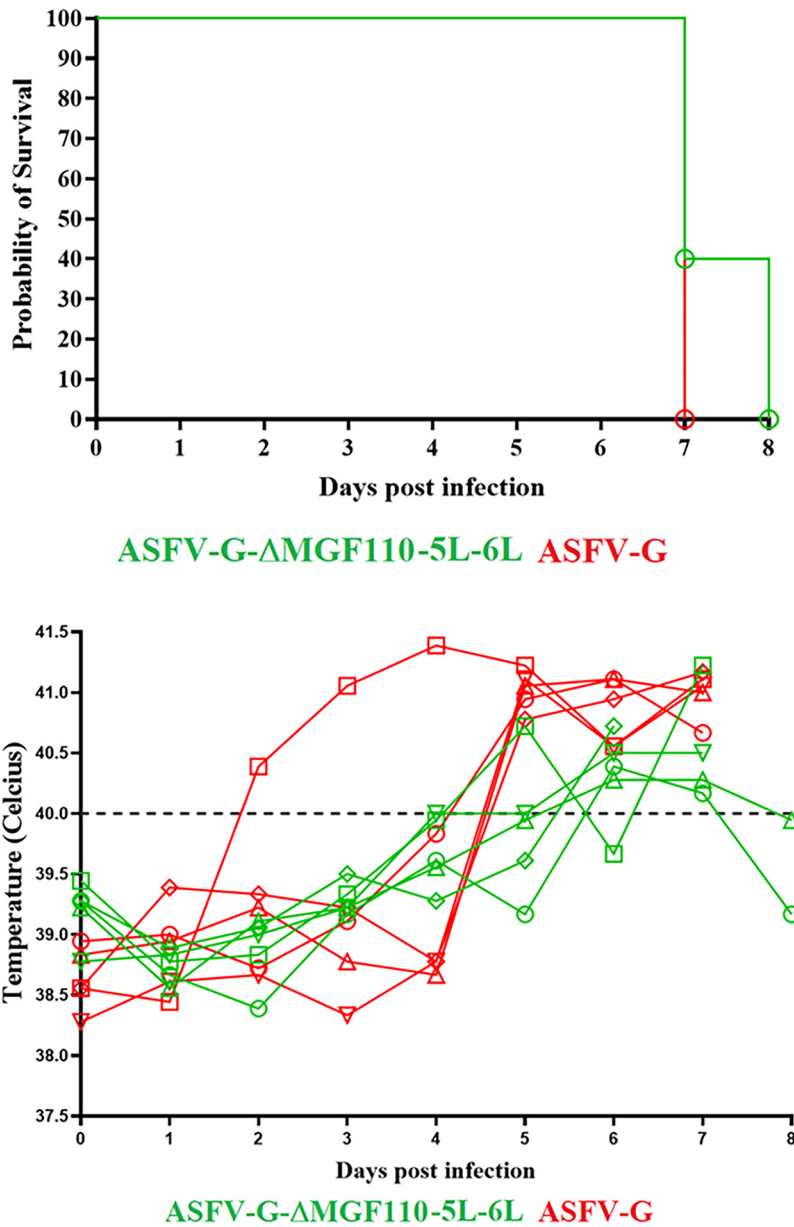 Probability of Survival
100
90
80
70
60
50
40
30
20
10
0
0 1 2 3 4 5 6 7 8
Days post infection
ASFV-G-ΔMGF110-5L-6L ASFV-G
Temperature (Celcius)
41.5
41.0
40.5
40.0
39.5
39.0
38.5
38.0
37.5
0 1 2 3 4 5 6 7 8
Days post infection
ASFV-G-ΔMGF110-5L-6L ASFV-G